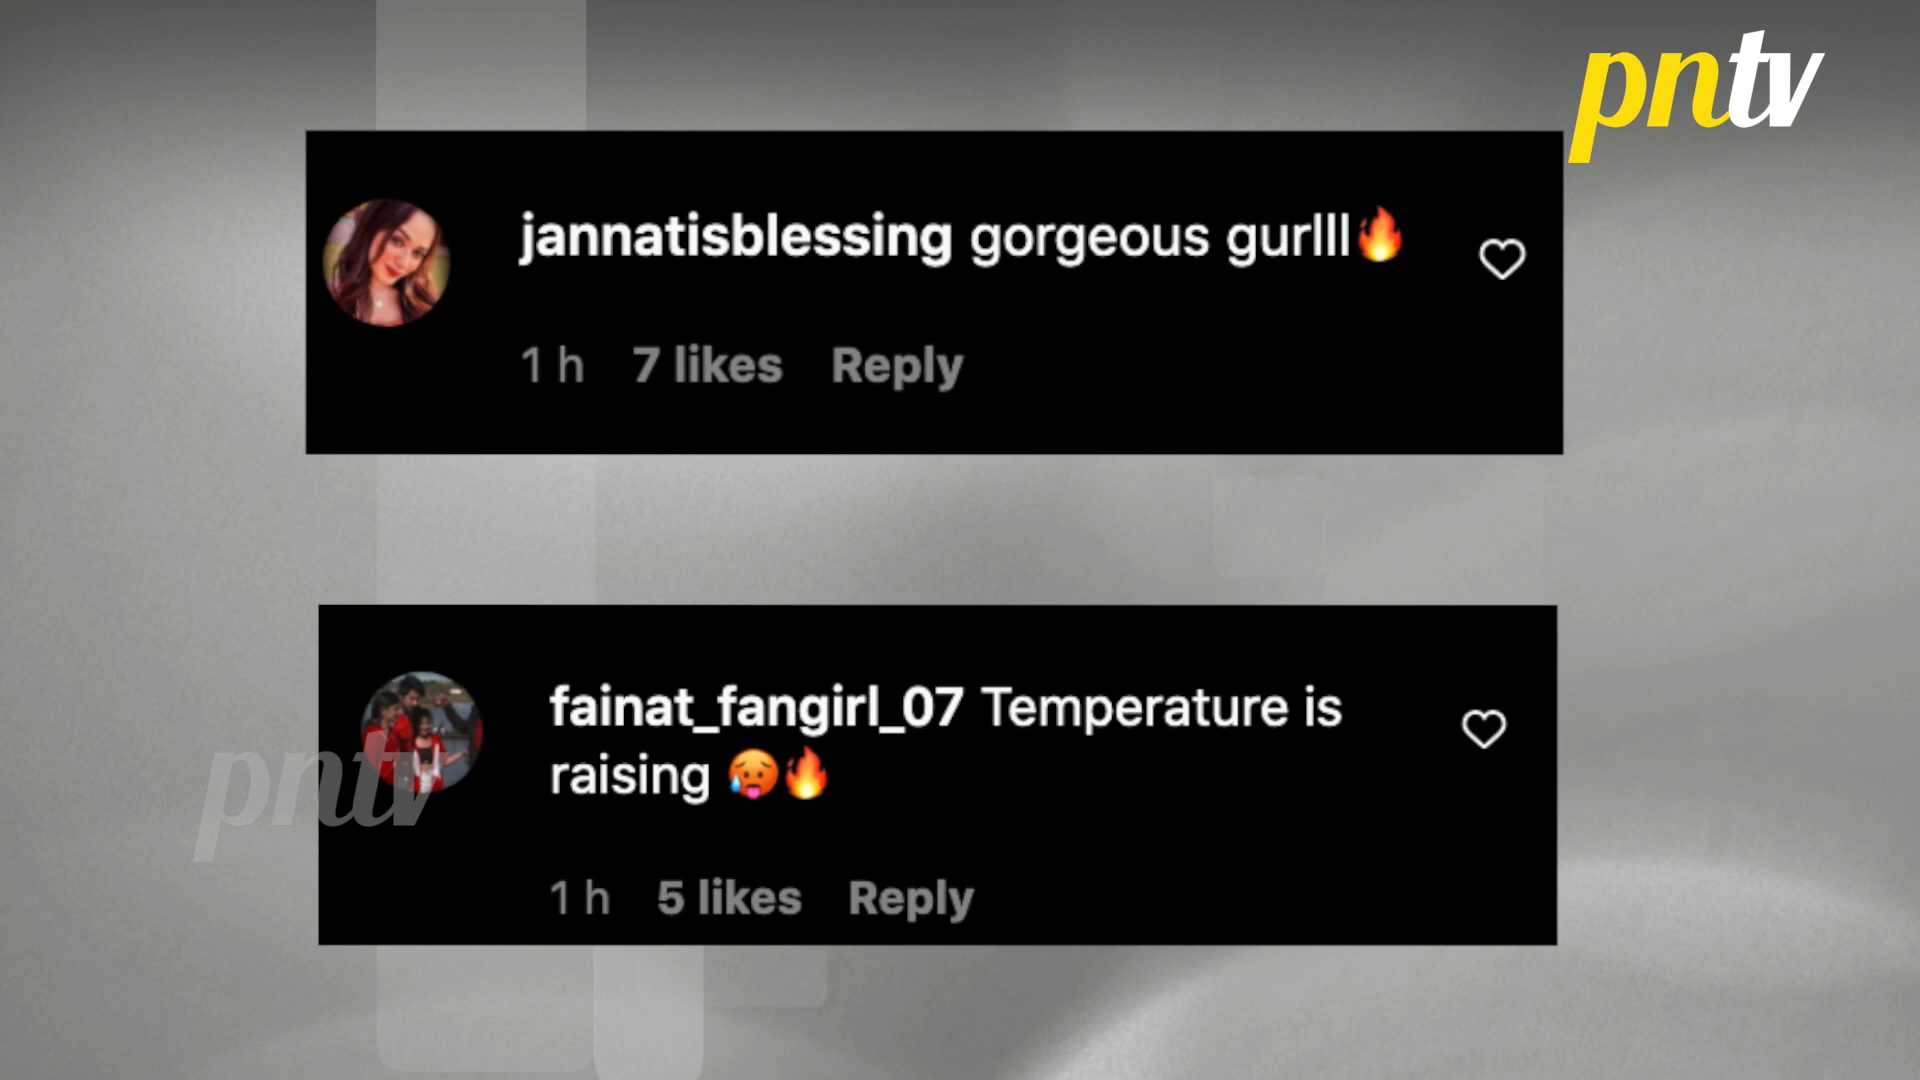 pntv
jannatisblessing gorgeous gurlll🔥
1 h 7 likes Reply
fainat_fangirl_07 Temperature is
raising 🥵🔥
pntv
1 h 5 likes Reply